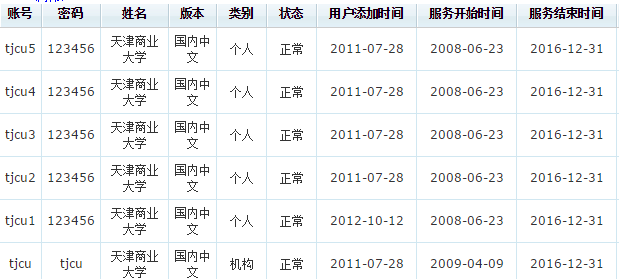 账号 密码 姓名 版本 类别 状态 用户添加时间 服务开始时间 服务结束时间
tjcu5 123456 天津商业大学 国内中文 个人 正常 2011-07-28 2008-06-23 2016-12-31
tjcu4 123456 天津商业大学 国内中文 个人 正常 2011-07-28 2008-06-23 2016-12-31
tjcu3 123456 天津商业大学 国内中文 个人 正常 2011-07-28 2008-06-23 2016-12-31
tjcu2 123456 天津商业大学 国内中文 个人 正常 2011-07-28 2008-06-23 2016-12-31
tjcu1 123456 天津商业大学 国内中文 个人 正常 2012-10-12 2008-06-23 2016-12-31
tjcu tjcu 天津商业大学 国内中文 机构 正常 2011-07-28 2009-04-09 2016-12-31